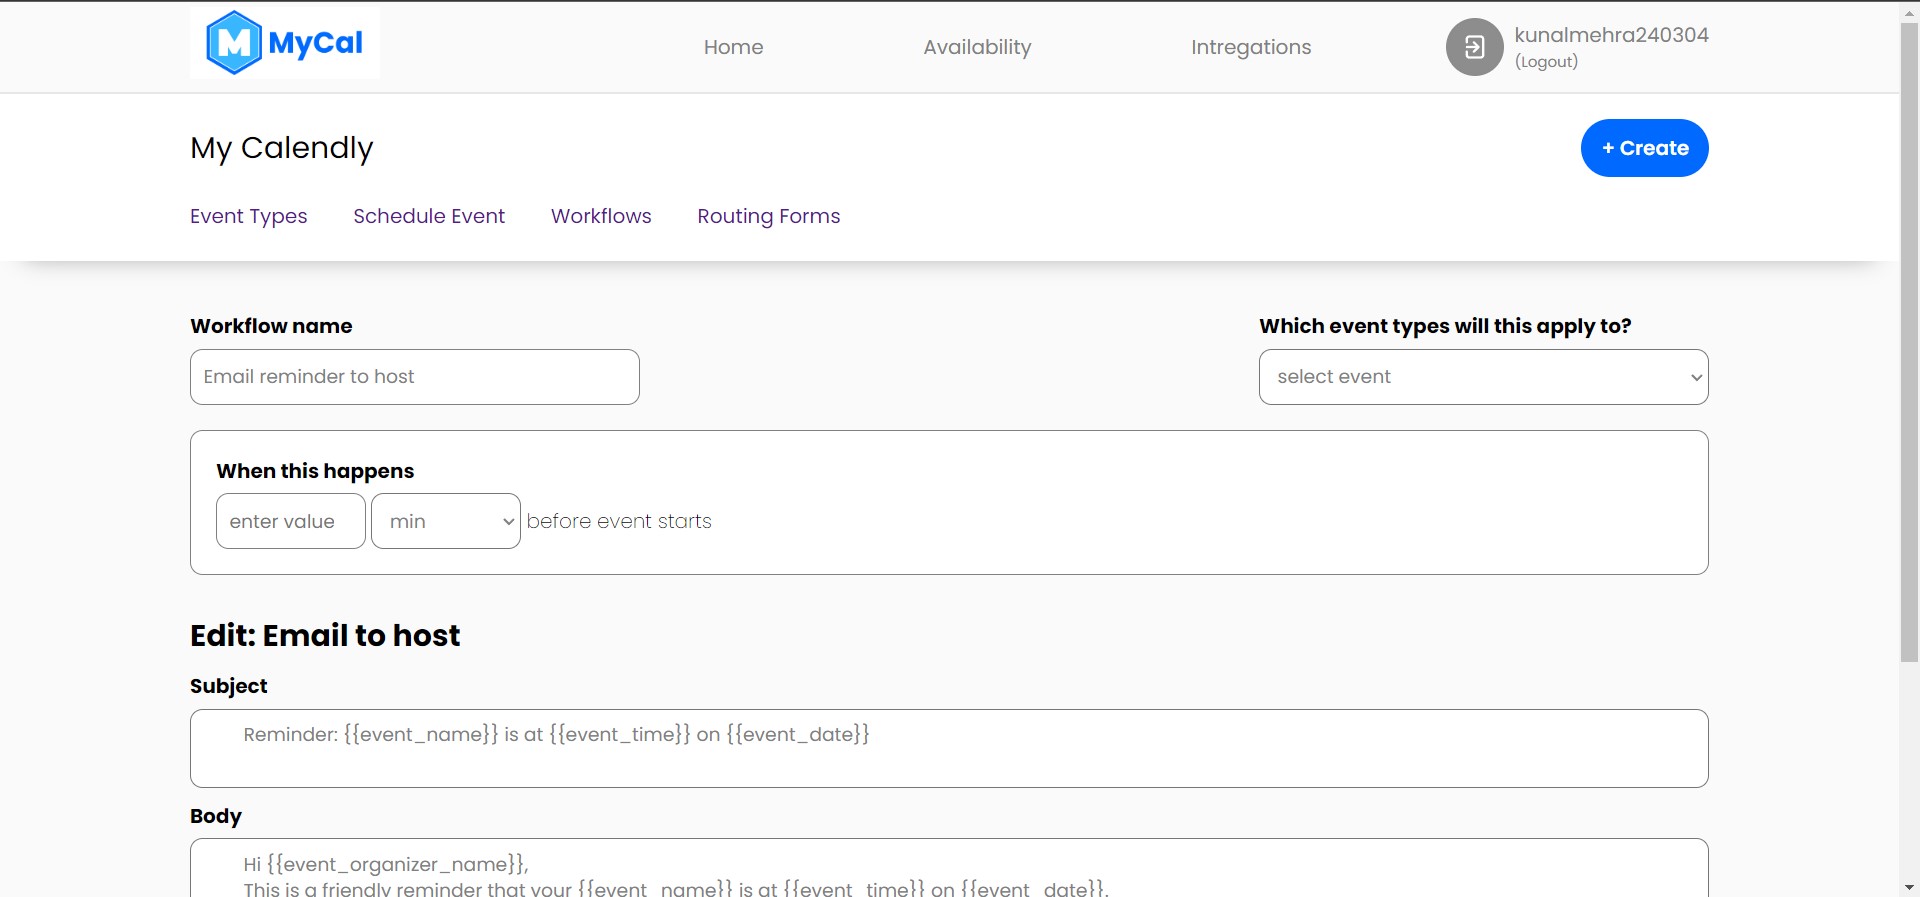 M MyCal
Home
Availability
Intregations
kunalmehra240304
(Logout)
My Calendly
+ Create
Event Types
Schedule Event
Workflows
Routing Forms
Workflow name
Email reminder to host
Which event types will this apply to?
select event
When this happens
enter value
min
before event starts
Edit: Email to host
Subject
Reminder: {{event_name}} is at {{event_time}} on {{event_date}}
Body
Hi {{event_organizer_name}},
This is a friendly reminder that your {{event_name}} is at {{event_time}} on {{event_date}}.